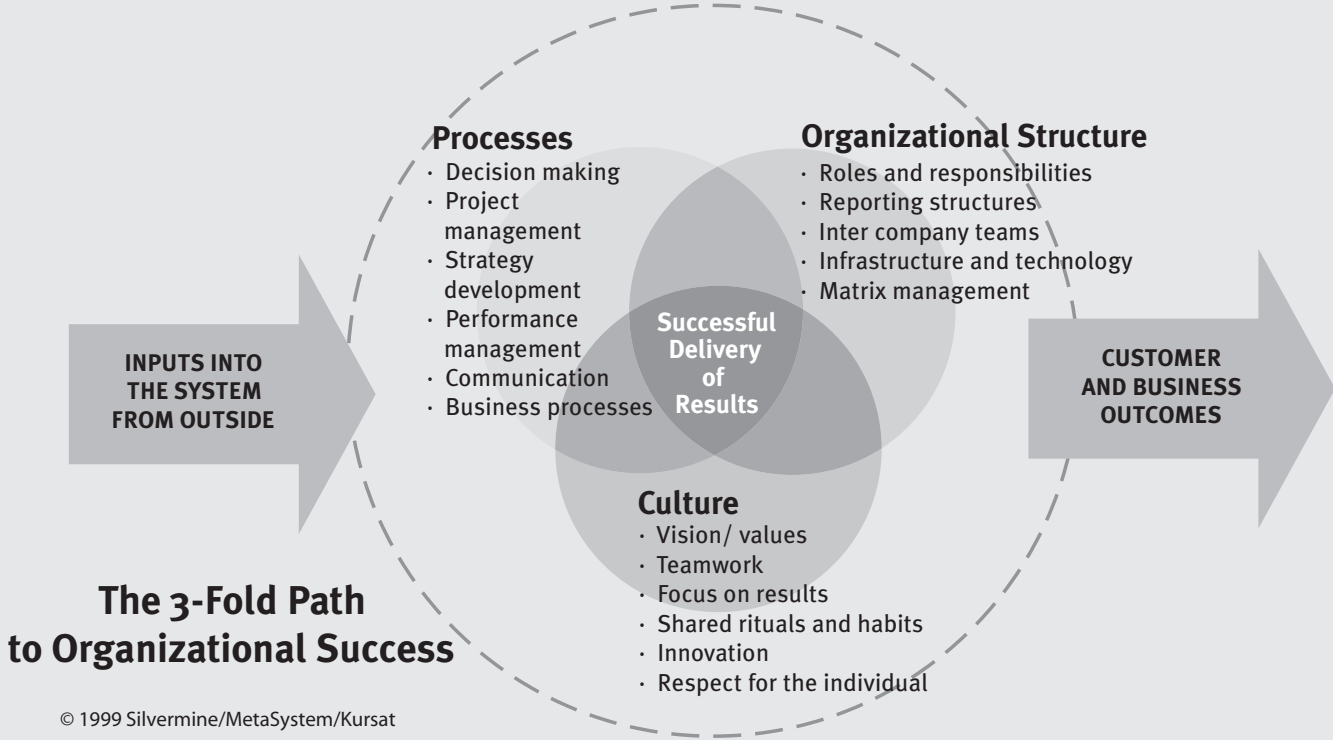 Processes
· Decision making
· Project
management
· Strategy
development
· Performance
management
· Communication
· Business processes
Organizational Structure
· Roles and responsibilities
· Reporting structures
· Inter company teams
· Infrastructure and technology
· Matrix management
INPUTS INTO
THE SYSTEM
FROM OUTSIDE
Successful
Delivery
of
Results
CUSTOMER
AND BUSINESS
OUTCOMES
Culture
· Vision/ values
· Teamwork
· Focus on results
· Shared rituals and habits
· Innovation
· Respect for the individual
The 3-Fold Path
to Organizational Success
© 1999 Silvermine/MetaSystem/Kursat